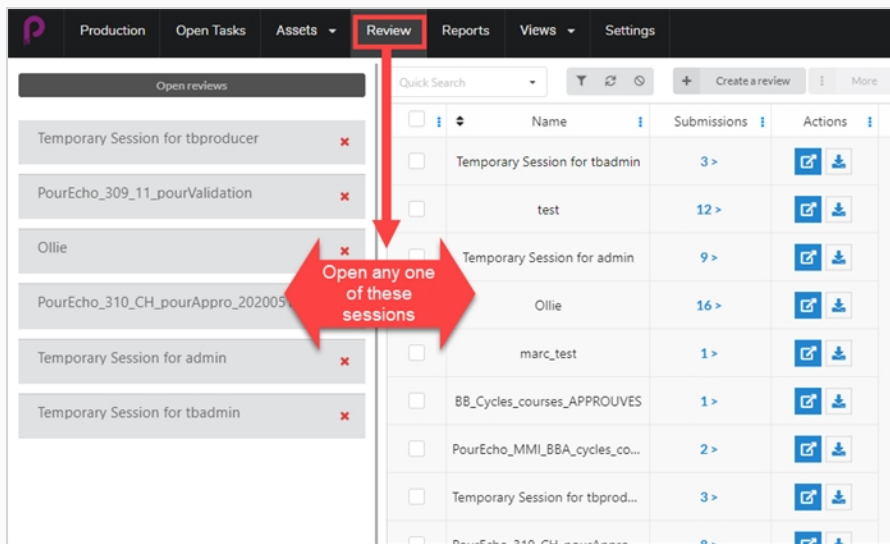 Production Open Tasks Assets Review Reports Views Settings
Open reviews
Temporary Session for tbproducer
PourEcho_309_11_pourValidation
Ollie
PourEcho_310_CH_pourAppro_202005
Temporary Session for admin
Temporary Session for tbadmin
Open any one
of these
sessions
Quick Search Create a review More
Name Submissions Actions
Temporary Session for tbadmin 3 >
test 12 >
Temporary Session for admin 9 >
Ollie 16 >
marc_test 1 >
BB_Cycles_courses_APPROUVES 1 >
PourEcho_MMI_BBA_cycles_co... 2 >
Temporary Session for tbprod... 3 >